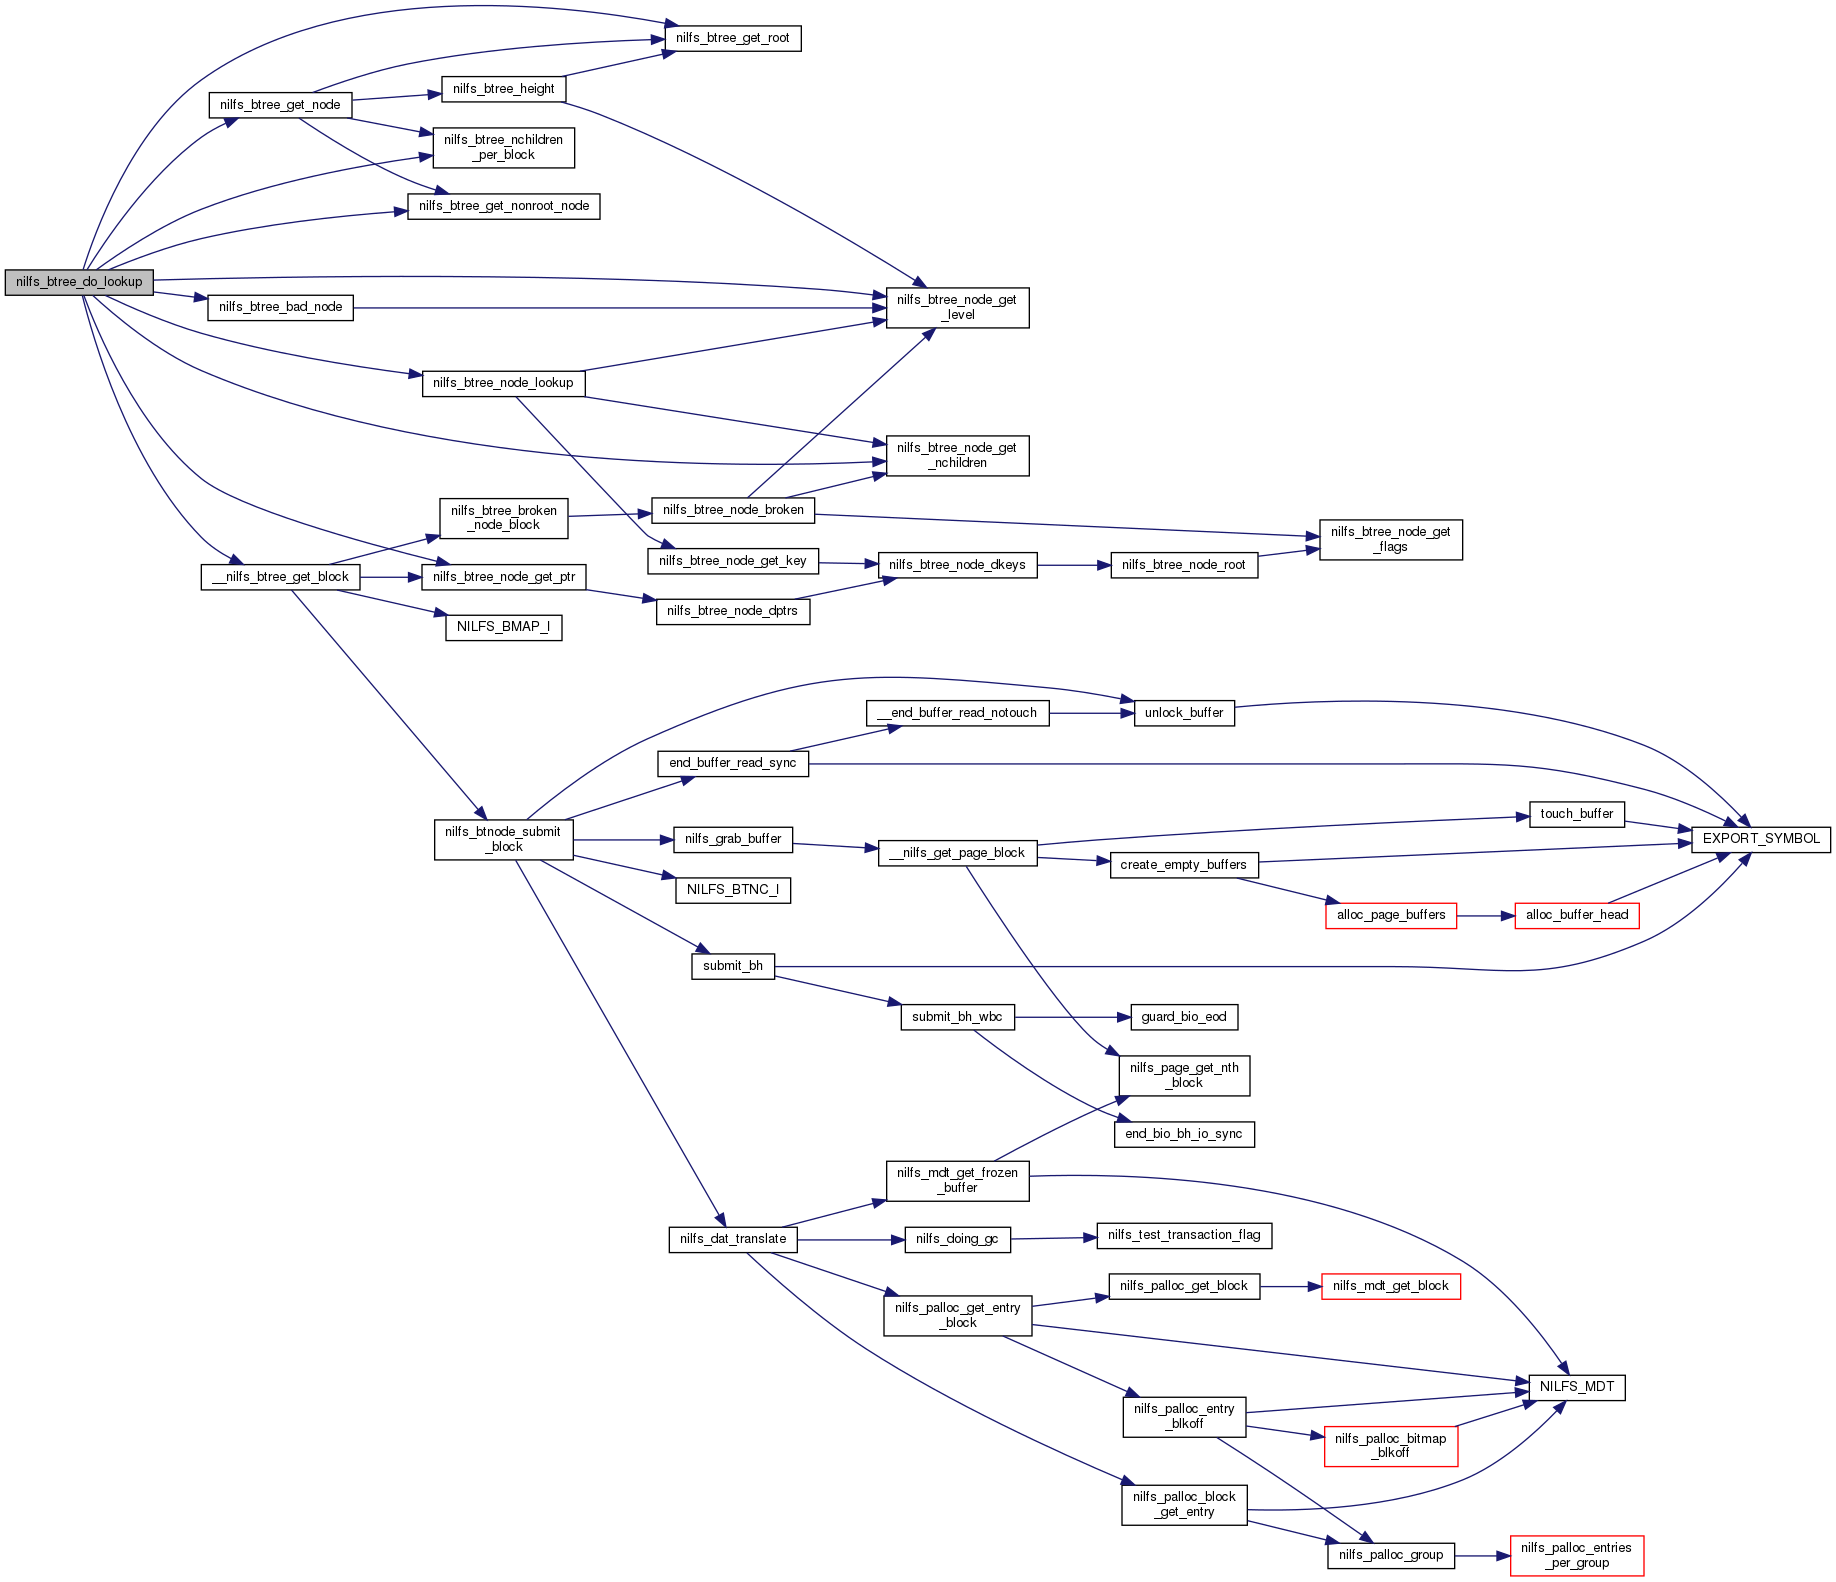 nilfs_btree_get_root
nilfs_btree_height
nilfs_btree_get_node
nilfs_btree_nchildren
_per_block
nilfs_btree_get_nonroot_node
nilfs_btree_do_lookup
nilfs_btree_bad_node
nilfs_btree_node_get
_level
nilfs_btree_node_lookup
nilfs_btree_node_get
_nchildren
nilfs_btree_broken
_node_block
nilfs_btree_node_broken
nilfs_btree_node_get
_flags
nilfs_btree_node_get_key
nilfs_btree_node_dkeys
nilfs_btree_node_root
__nilfs_btree_get_block
nilfs_btree_node_get_ptr
nilfs_btree_node_dptrs
NILFS_BMAP_I
__end_buffer_read_notouch
unlock_buffer
end_buffer_read_sync
touch_buffer
nilfs_btnode_submit
_block
nilfs_grab_buffer
__nilfs_get_page_block
EXPORT_SYMBOL
create_empty_buffers
NILFS_BTNC_I
alloc_page_buffers
alloc_buffer_head
submit_bh
submit_bh_wbc
guard_bio_eod
nilfs_page_get_nth
_block
end_bio_bh_io_sync
nilfs_mdt_get_frozen
_buffer
nilfs_dat_translate
nilfs_doing_gc
nilfs_test_transaction_flag
nilfs_palloc_get_block
nilfs_mdt_get_block
nilfs_palloc_get_entry
_block
NILFS_MDT
nilfs_palloc_entry
_blkoff
nilfs_palloc_bitmap
_blkoff
nilfs_palloc_block
_get_entry
nilfs_palloc_group
nilfs_palloc_entries
_per_group